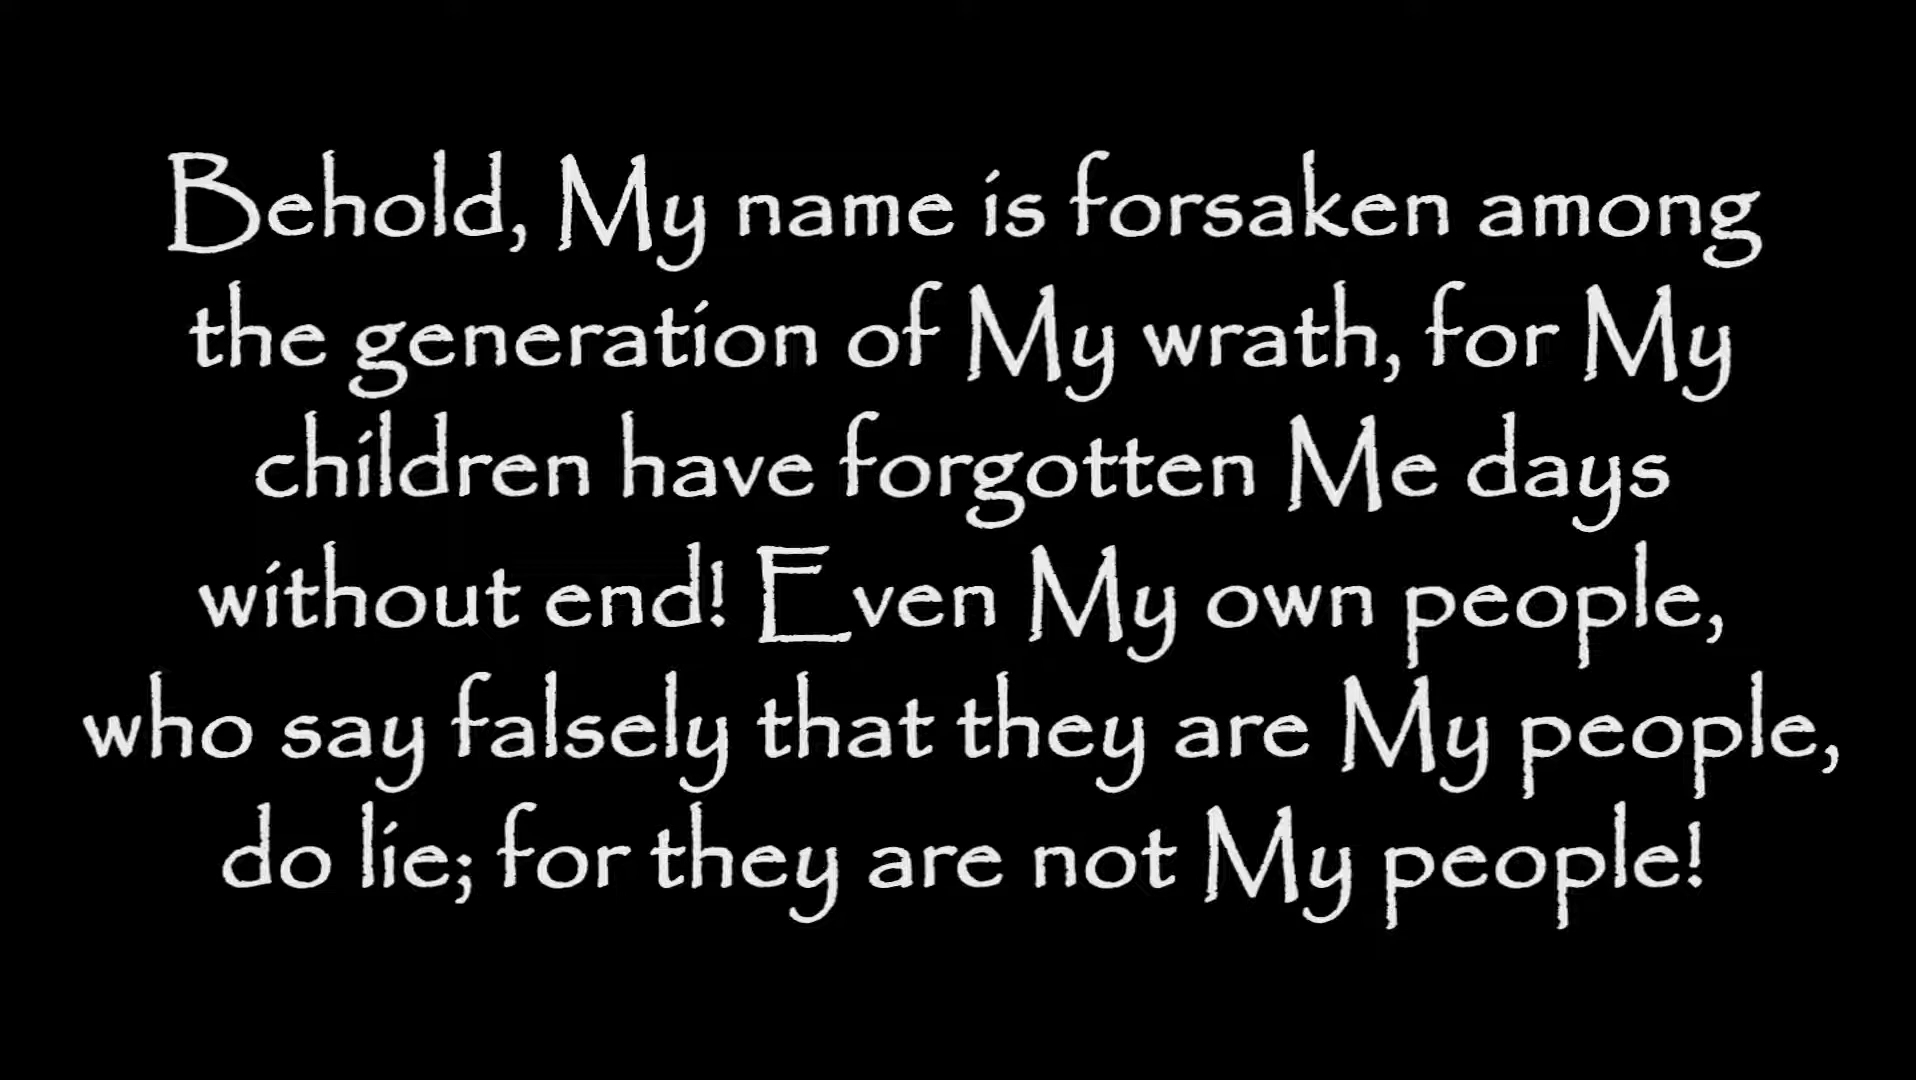 Behold, My name is forsaken among
the generation of My wrath, for My
children have forgotten Me days
without end! Even My own people,
who say falsely that they are My people,
do lie; for they are not My people!